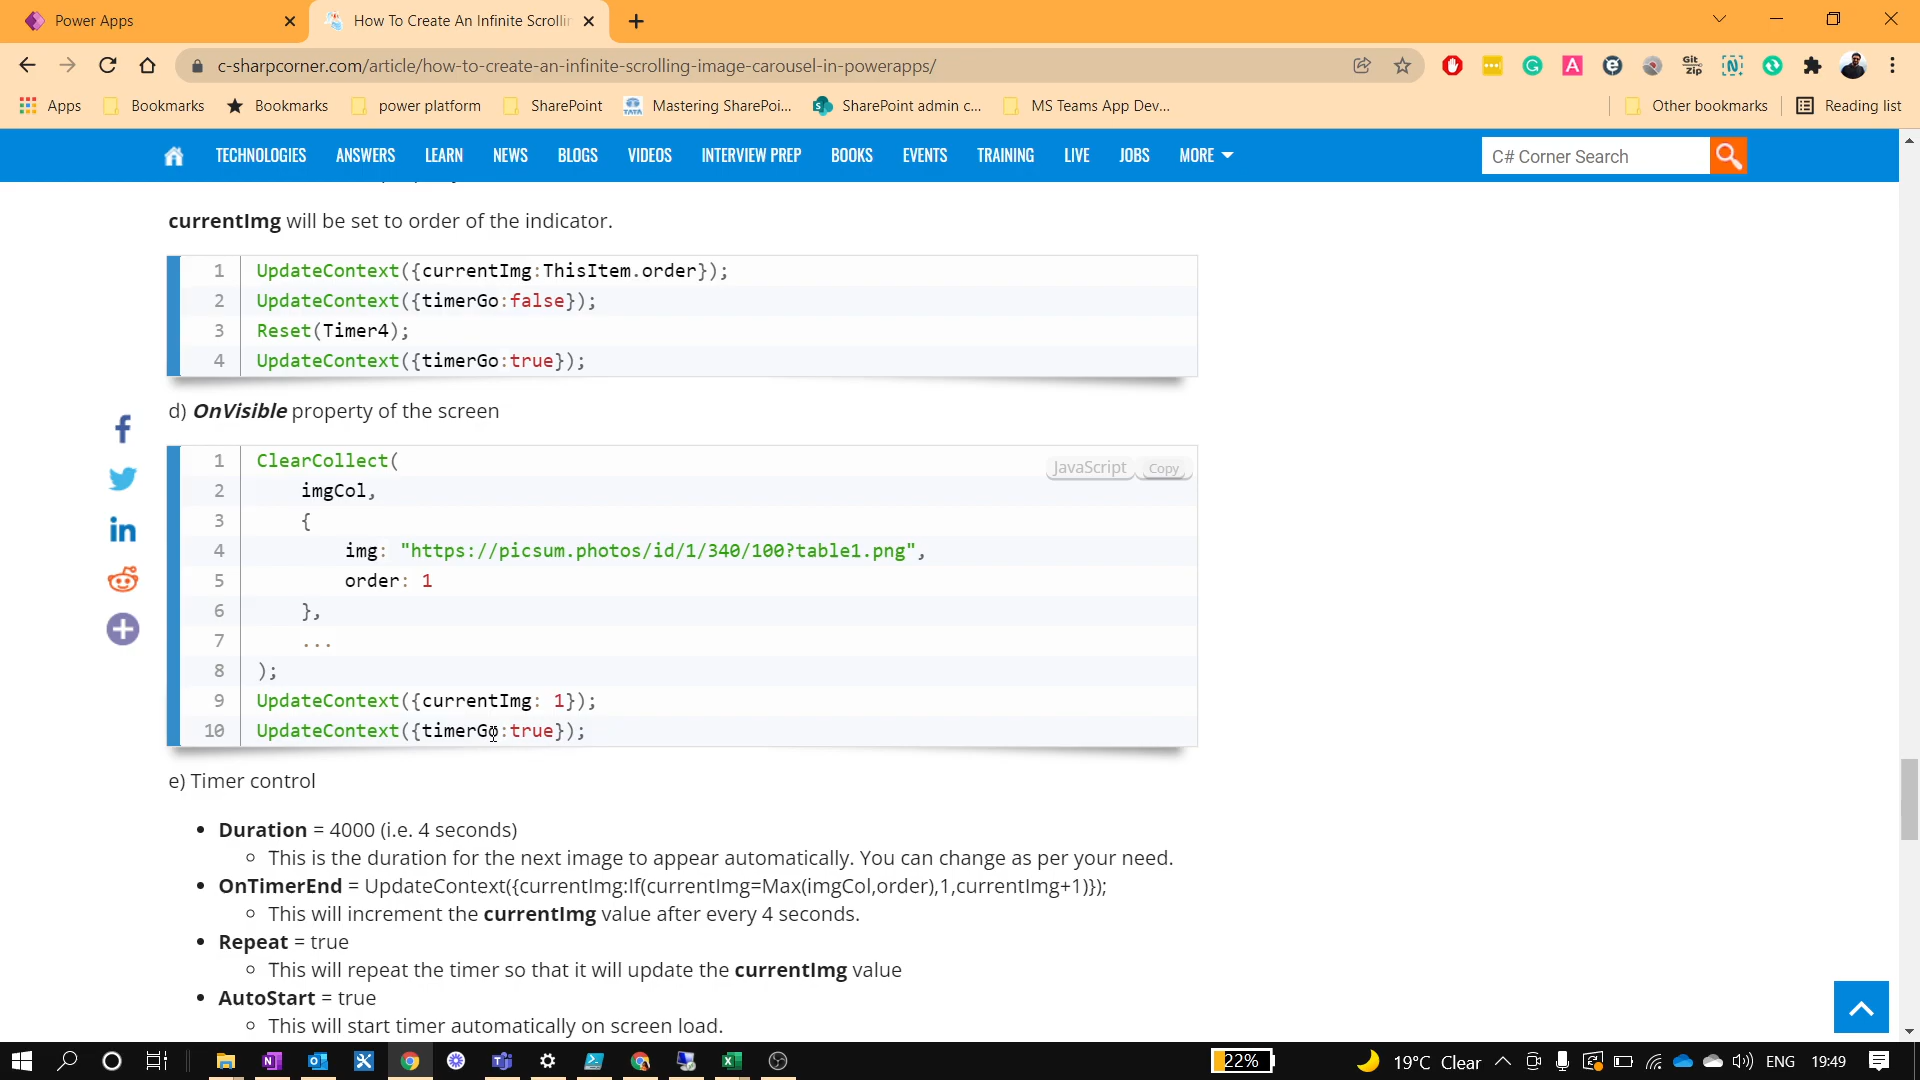 Power Apps
How To Create An Infinite Scrollin
c-sharpcorner.com/article/how-to-create-an-infinite-scrolling-image-carousel-in-powerapps/
Apps Bookmarks Bookmarks power platform SharePoint Mastering SharePoi... SharePoint admin c... MS Teams App Dev... Other bookmarks Reading list
TECHNOLOGIES ANSWERS LEARN NEWS BLOGS VIDEOS INTERVIEW PREP BOOKS EVENTS TRAINING LIVE JOBS MORE C# Corner Search
currentImg will be set to order of the indicator.
1 UpdateContext({currentImg:ThisItem.order});
2 UpdateContext({timerGo:false});
3 Reset(Timer4);
4 UpdateContext({timerGo:true});
d) OnVisible property of the screen
JavaScript Copy
1 ClearCollect(
2 imgCol,
3 {
4 img: "https://picsum.photos/id/1/340/100?table1.png",
5 order: 1
6 },
7 ...
8 );
9 UpdateContext({currentImg: 1});
10 UpdateContext({timerGo:true});
e) Timer control
• Duration = 4000 (i.e. 4 seconds)
This is the duration for the next image to appear automatically. You can change as per your need.
• OnTimerEnd = UpdateContext({currentImg:If(currentImg=Max(imgCol,order),1,currentImg+1)});
This will increment the currentImg value after every 4 seconds.
• Repeat = true
This will repeat the timer so that it will update the currentImg value
• AutoStart = true
This will start timer automatically on screen load.
22% 19°C Clear ENG 19:49